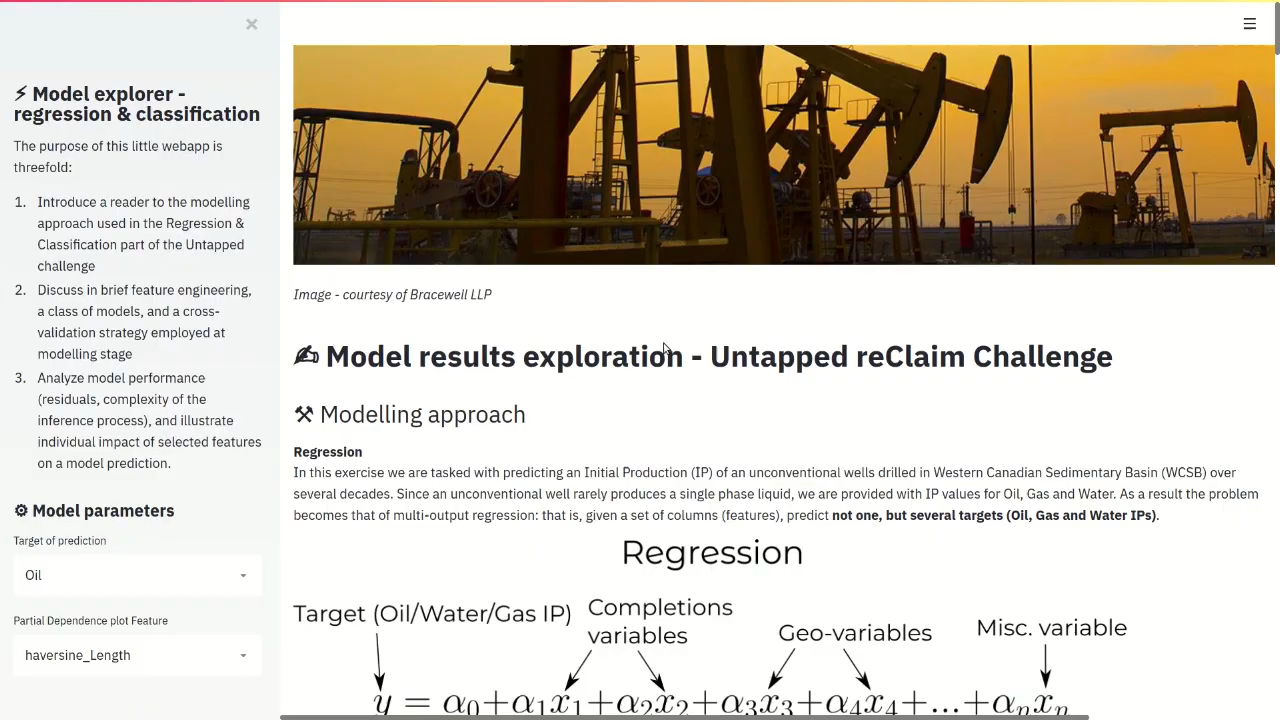 ⚡ Model explorer -
regression & classification
The purpose of this little webapp is
threefold:
1. Introduce a reader to the modelling
approach used in the Regression &
Classification part of the Untapped
challenge
2. Discuss in brief feature engineering,
a class of models, and a cross-
validation strategy employed at
modelling stage
3. Analyze model performance
(residuals, complexity of the
inference process), and illustrate
individual impact of selected features
on a model prediction.
⚙ Model parameters
Target of prediction
Oil
Partial Dependence plot Feature
haversine_Length
Image - courtesy of Bracewell LLP
✍ Model results exploration - Untapped reClaim Challenge
⚒ Modelling approach
Regression
In this exercise we are tasked with predicting an Initial Production (IP) of an unconventional wells drilled in Western Canadian Sedimentary Basin (WCSB) over
several decades. Since an unconventional well rarely produces a single phase liquid, we are provided with IP values for Oil, Gas and Water. As a result the problem
becomes that of multi-output regression: that is, given a set of columns (features), predict not one, but several targets (Oil, Gas and Water IPs).
Regression
Target (Oil/Water/Gas IP)
Completions
variables
Geo-variables
Misc. variable
y = α₀+α₁x₁+α₂x₂+α₃x₃+α₄x₄+...+αₙxₙ